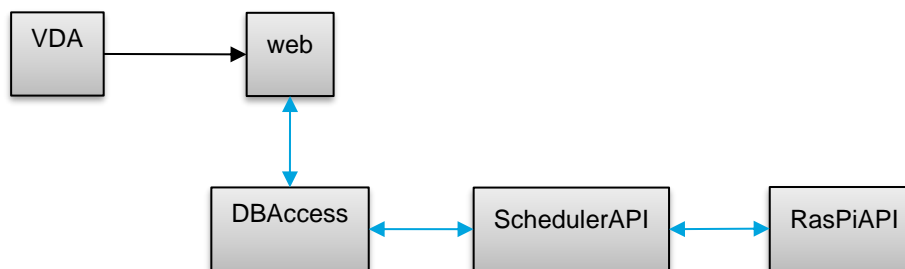 VDA
web
DBAccess
SchedulerAPI
RasPiAPI